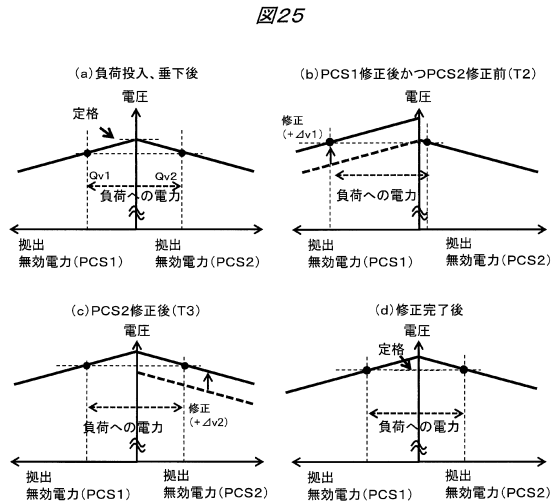 図25
(a)負荷投入、垂下後
電圧
定格
Qv1
Qv2
負荷への電力
拠出
無効電力(PCS1)
拠出
無効電力(PCS2)
(b)PCS1修正後かつPCS2修正前(T2)
電圧
修正
(+⊿v1)
負荷への電力
拠出
無効電力(PCS1)
拠出
無効電力(PCS2)
(c)PCS2修正後(T3)
電圧
修正
(+⊿v2)
負荷への電力
拠出
無効電力(PCS1)
拠出
無効電力(PCS2)
(d)修正完了後
電圧
定格
負荷への電力
拠出
無効電力(PCS1)
拠出
無効電力(PCS2)